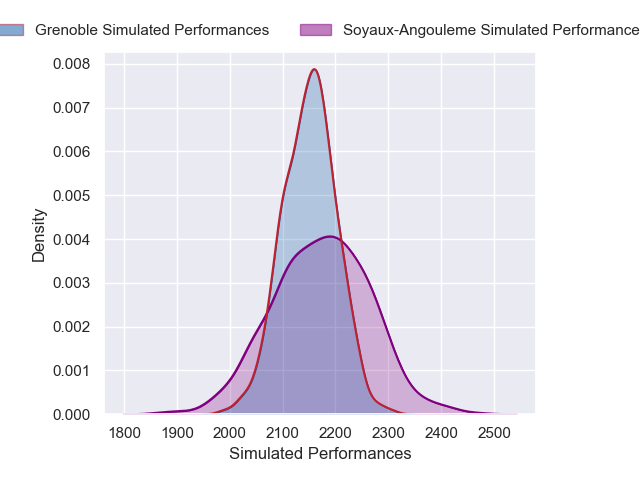 Grenoble Simulated Performances Soyaux-Angouleme Simulated Performance
0.008
0.007
0.006
0.005
0.004
0.003
0.002
0.001
0.000
Density
1800 1900 2000 2100 2200 2300 2400 2500
Simulated Performances